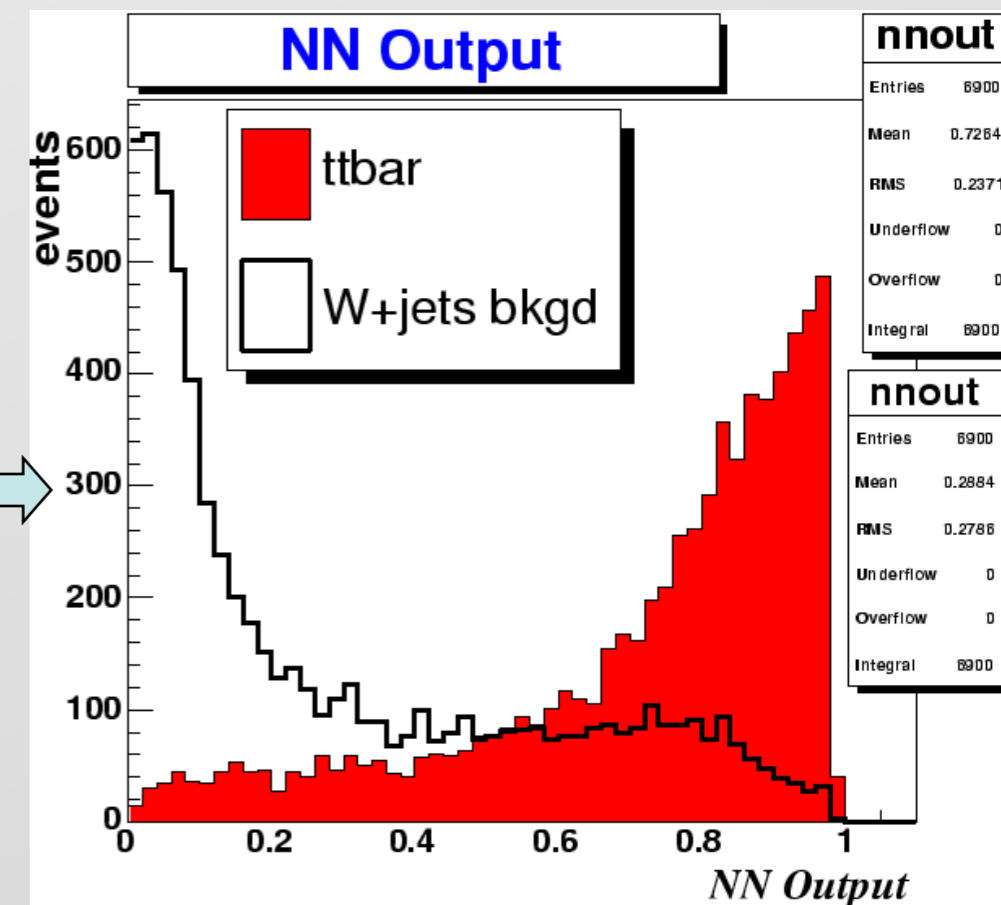 NN Output
nnout
Entries 6900
Mean 0.7264
RMS 0.2371
Underflow 0
Overflow 0
Integral 6900
nnout
Entries 6900
Mean 0.2884
RMS 0.2786
Underflow 0
Overflow 0
Integral 6900
ttbar
W+jets bkgd
events
600
500
400
300
200
100
0
0 0.2 0.4 0.6 0.8 1
NN Output